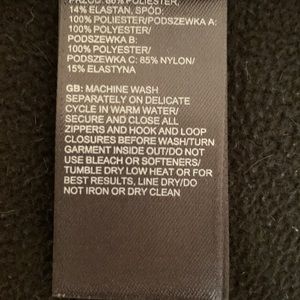 PRZÓD: 86% POLIESTER,
14% ELASTAN, SPÓD:
100% POLIESTER/PODSZEWKA A:
100% POLYESTER/
PODSZEWKA B:
100% POLYESTER/
PODSZEWKA C: 85% NYLON/
15% ELASTYNA
GB: MACHINE WASH
SEPARATELY ON DELICATE
CYCLE IN WARM WATER/
SECURE AND CLOSE ALL
ZIPPERS AND HOOK AND LOOP
CLOSURES BEFORE WASH/TURN
GARMENT INSIDE OUT/DO NOT
USE BLEACH OR SOFTENERS/
TUMBLE DRY LOW HEAT OR FOR
BEST RESULTS, LINE DRY/DO
NOT IRON OR DRY CLEAN